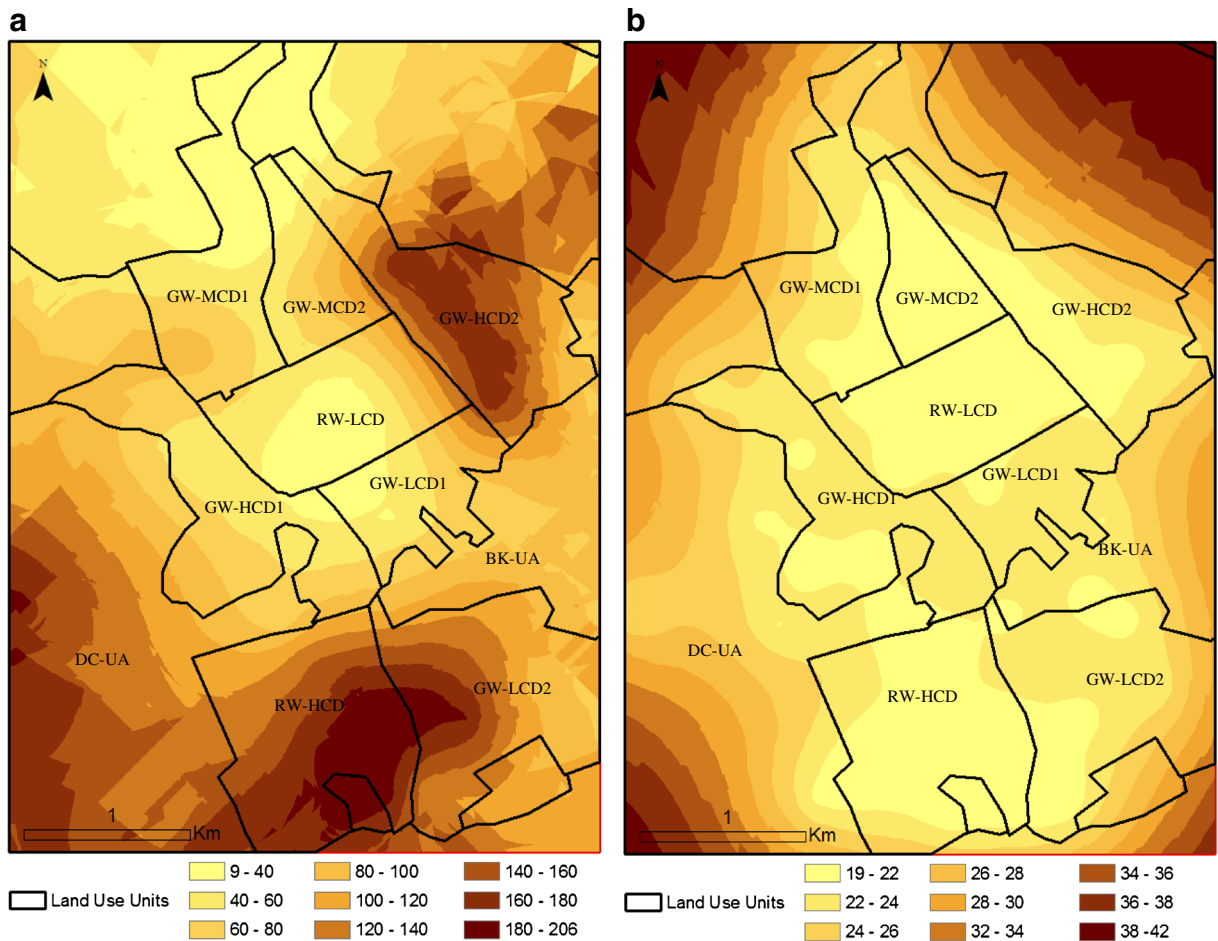 a
N
GW-MCD1
GW-MCD2
GW-HCD2
RW-LCD
GW-LCD1
GW-HCD1
BK-UA
DC-UA
GW-LCD2
RW-HCD
1
Km
Land Use Units
9 - 40
40 - 60
60 - 80
80 - 100
100 - 120
120 - 140
140 - 160
160 - 180
180 - 206
b
N
GW-MCD1
GW-MCD2
GW-HCD2
RW-LCD
GW-LCD1
GW-HCD1
BK-UA
DC-UA
GW-LCD2
RW-HCD
1
Km
Land Use Units
19 - 22
22 - 24
24 - 26
26 - 28
28 - 30
32 - 34
34 - 36
36 - 38
38 -42